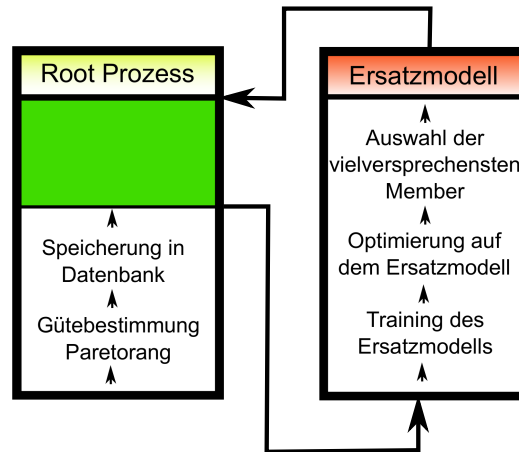 Root Prozess
Speicherung in
Datenbank
Gütebestimmung
Paretorang
Ersatzmodell
Auswahl der
vielversprechensten
Member
Optimierung auf
dem Ersatzmodell
Training des
Ersatzmodells